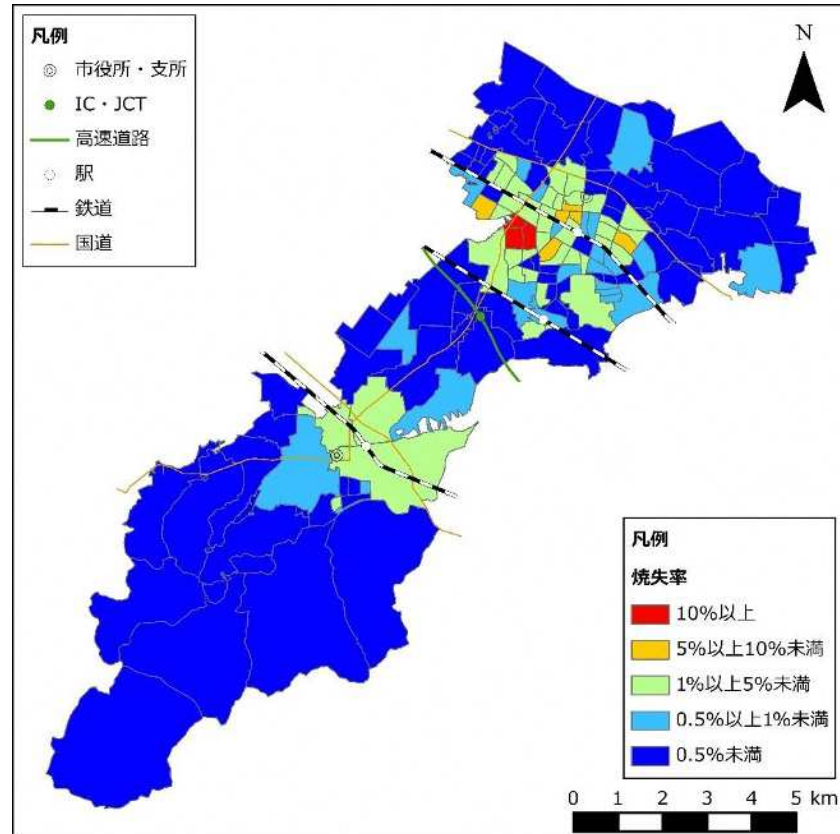 凡例
市役所・支所
IC・JCT
高速道路
駅
鉄道
国道
N
凡例
焼失率
10%以上
5%以上10%未満
1%以上5%未満
0.5%以上1%未満
0.5%未満
0 1 2 3 4 5 km